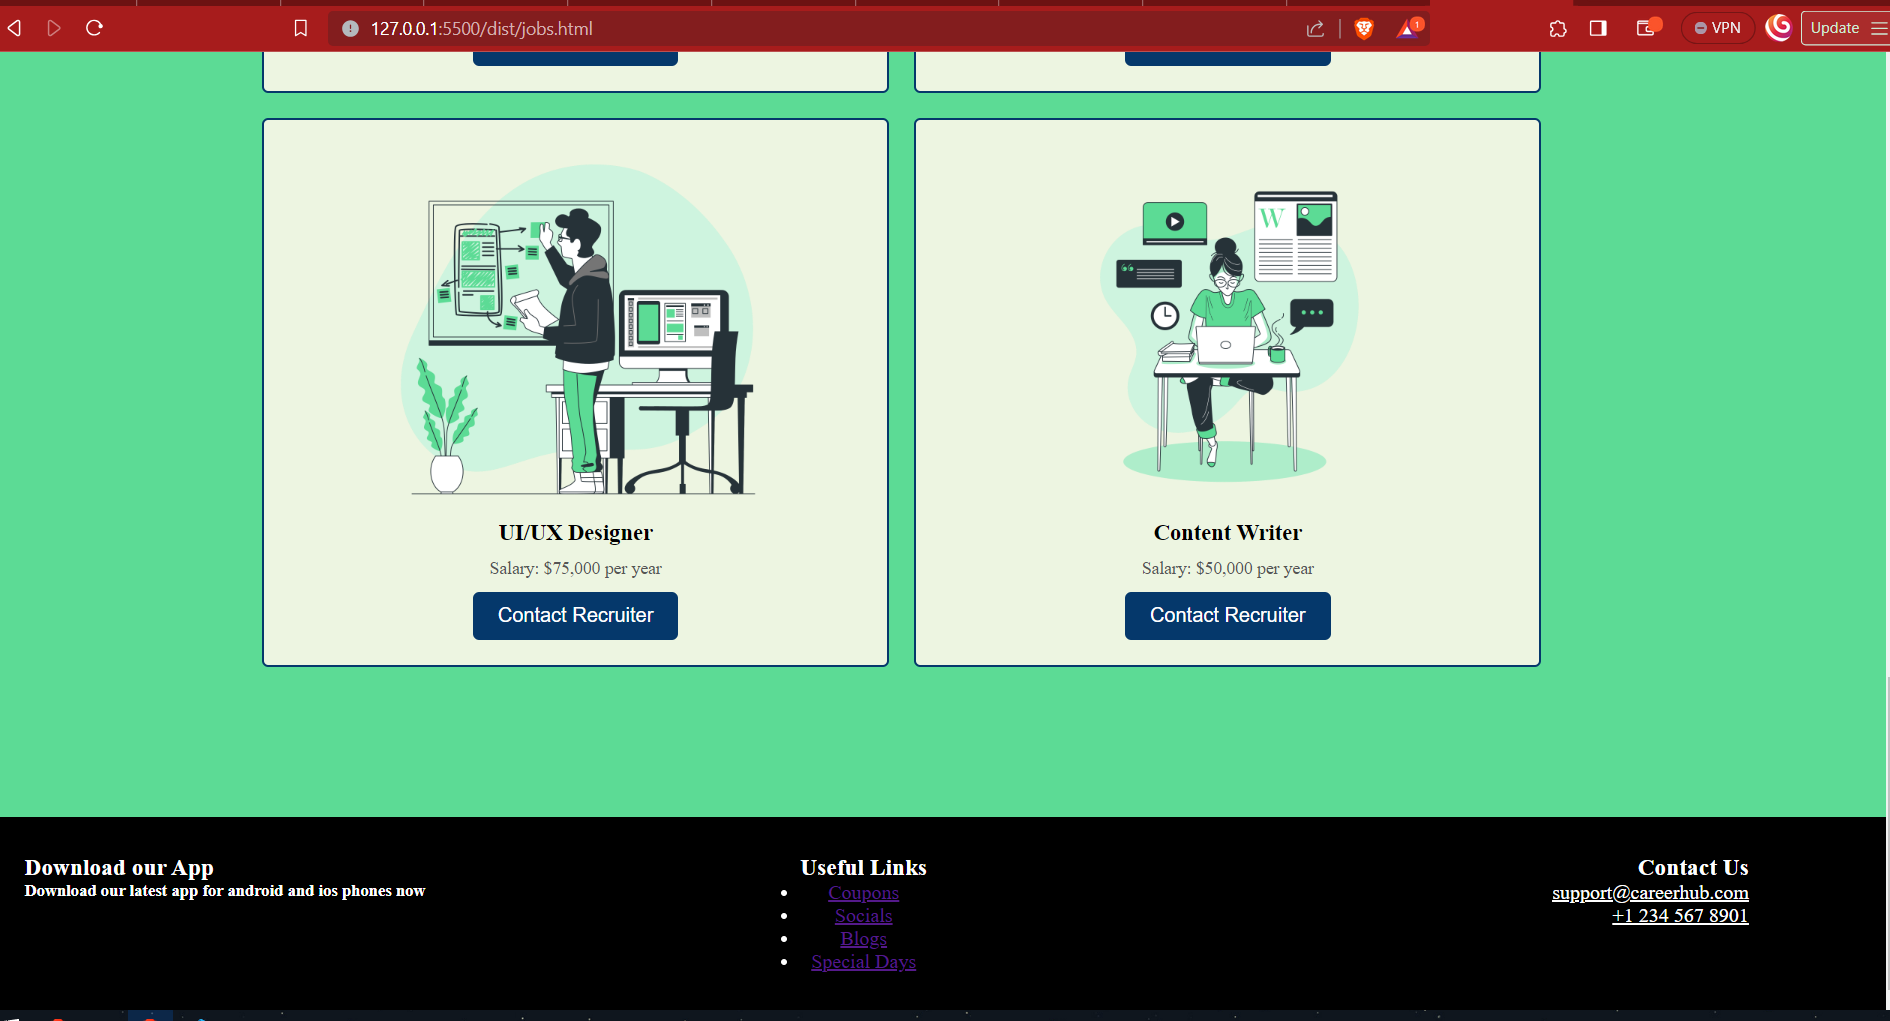 127.0.0.1:5500/dist/jobs.html
1
VPN
Update
W
UI/UX Designer
Salary: $75,000 per year
Contact Recruiter
Content Writer
Salary: $50,000 per year
Contact Recruiter
Download our App
Download our latest app for android and ios phones now
Useful Links
Coupons
Socials
Blogs
Special Days
Contact Us
support@careerhub.com
+1 234 567 8901